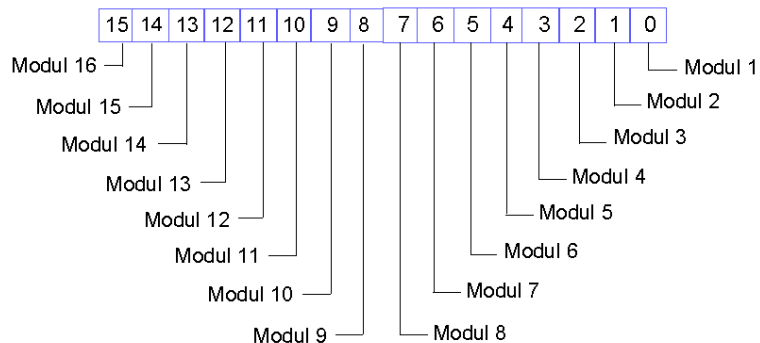 15 14 13 12 11 10 9 8 7 6 5 4 3 2 1 0
Modul 16
Modul 1
Modul 15
Modul 2
Modul 14
Modul 3
Modul 13
Modul 4
Modul 12
Modul 5
Modul 11
Modul 6
Modul 10
Modul 7
Modul 9
Modul 8